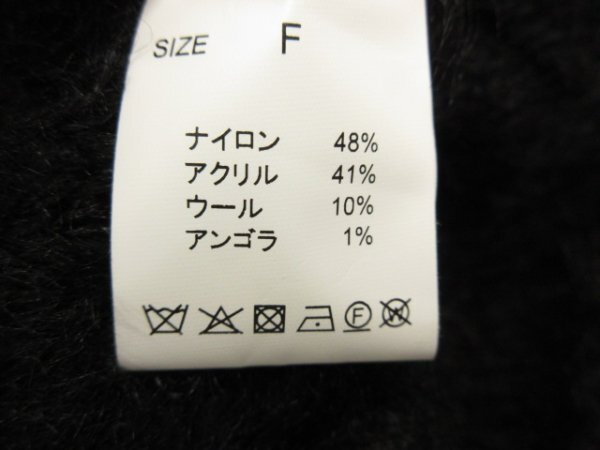 SIZE F
ナイロン 48%
アクリル 41%
ウール 10%
アンゴラ 1%
F W